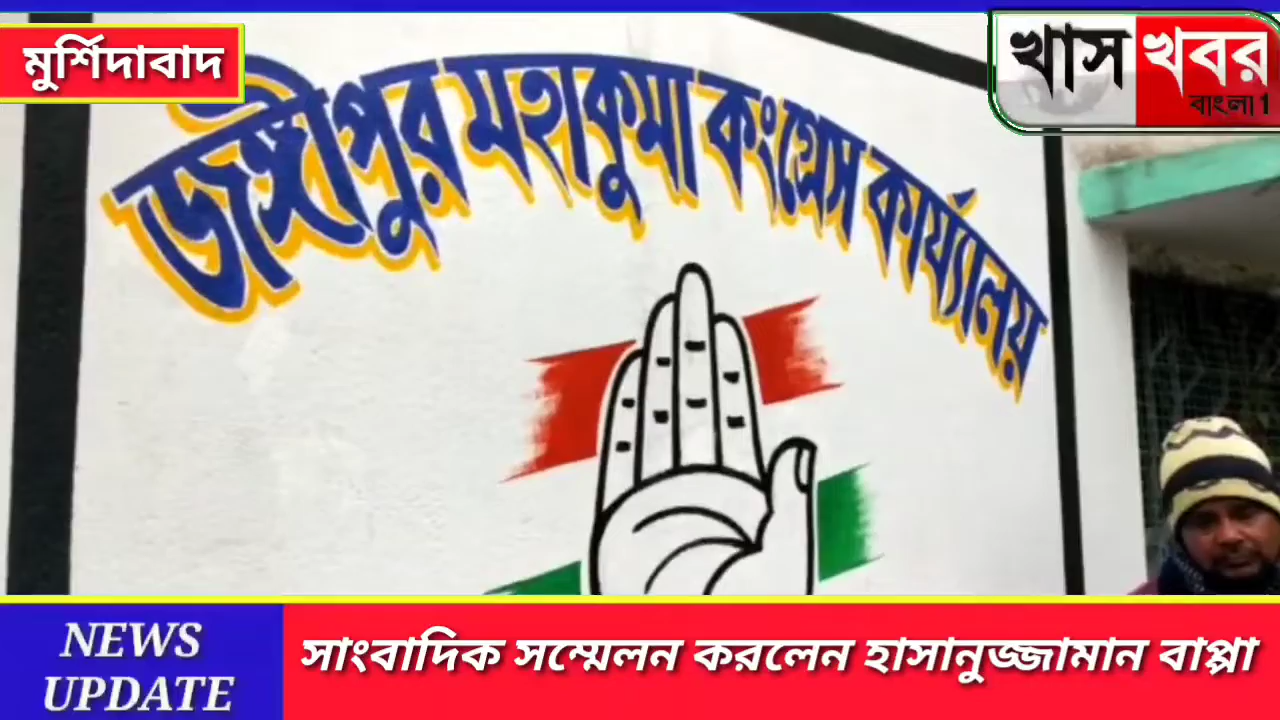 মুর্শিদাবাদ
খাস খবর
বাংলা 1
জঙ্গীপুর মহাকুমা কংগ্রেস কার্য্যালয়
NEWS
UPDATE
সাংবাদিক সম্মেলন করলেন হাসানুজ্জামান বাপ্পা